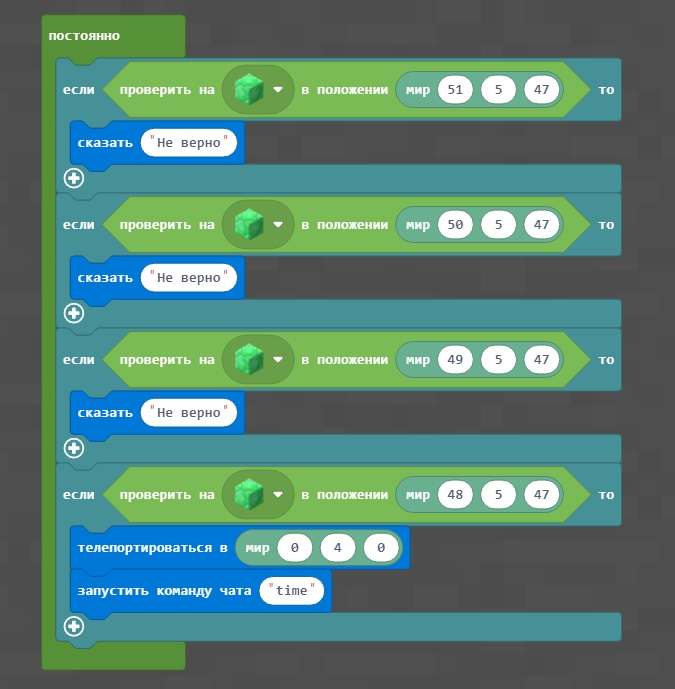 постоянно
если проверить на в положении мир 51 5 47 то
сказать "Не верно"
если проверить на в положении мир 50 5 47 то
сказать "Не верно"
если проверить на в положении мир 49 5 47 то
сказать "Не верно"
если проверить на в положении мир 48 5 47 то
телепортироваться в мир 0 4 0
запустить команду чата "time"